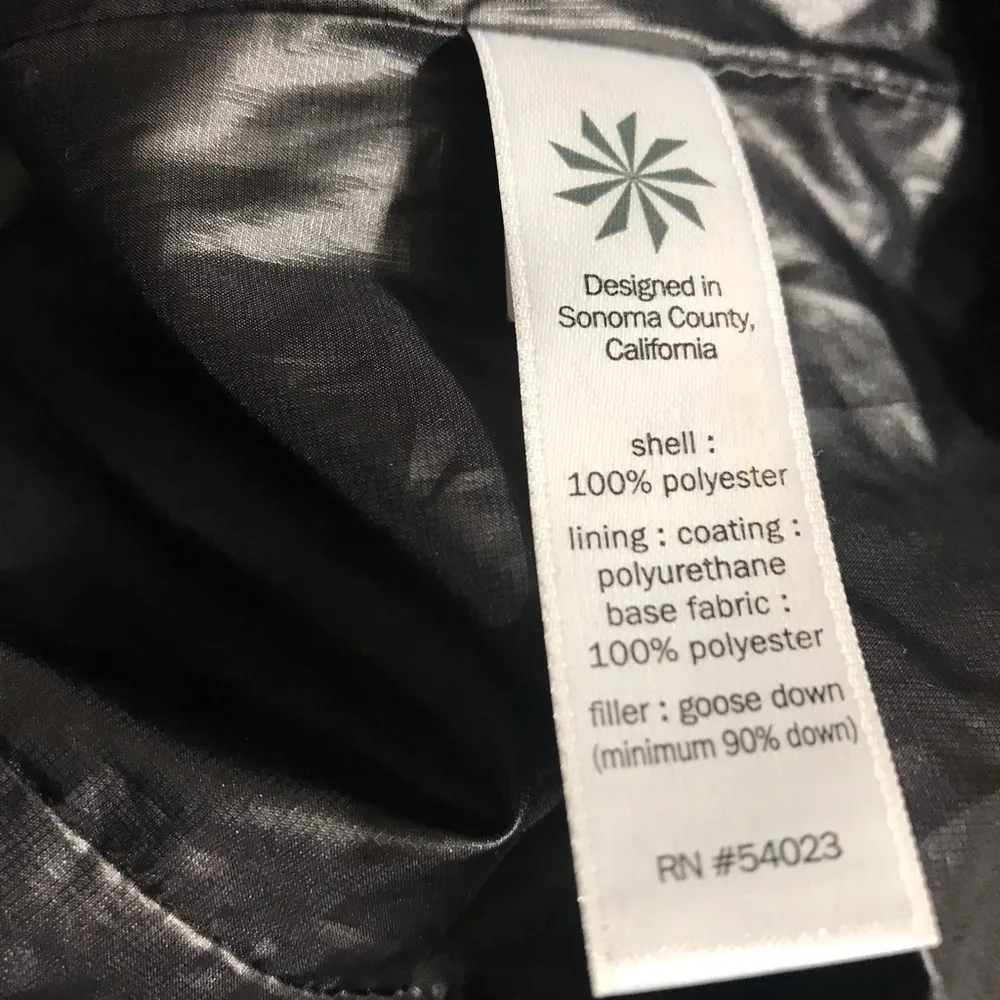 Designed in
Sonoma County,
California
shell :
100% polyester
lining : coating :
polyurethane
base fabric :
100% polyester
filler : goose down
(minimum 90% down)
RN #54023